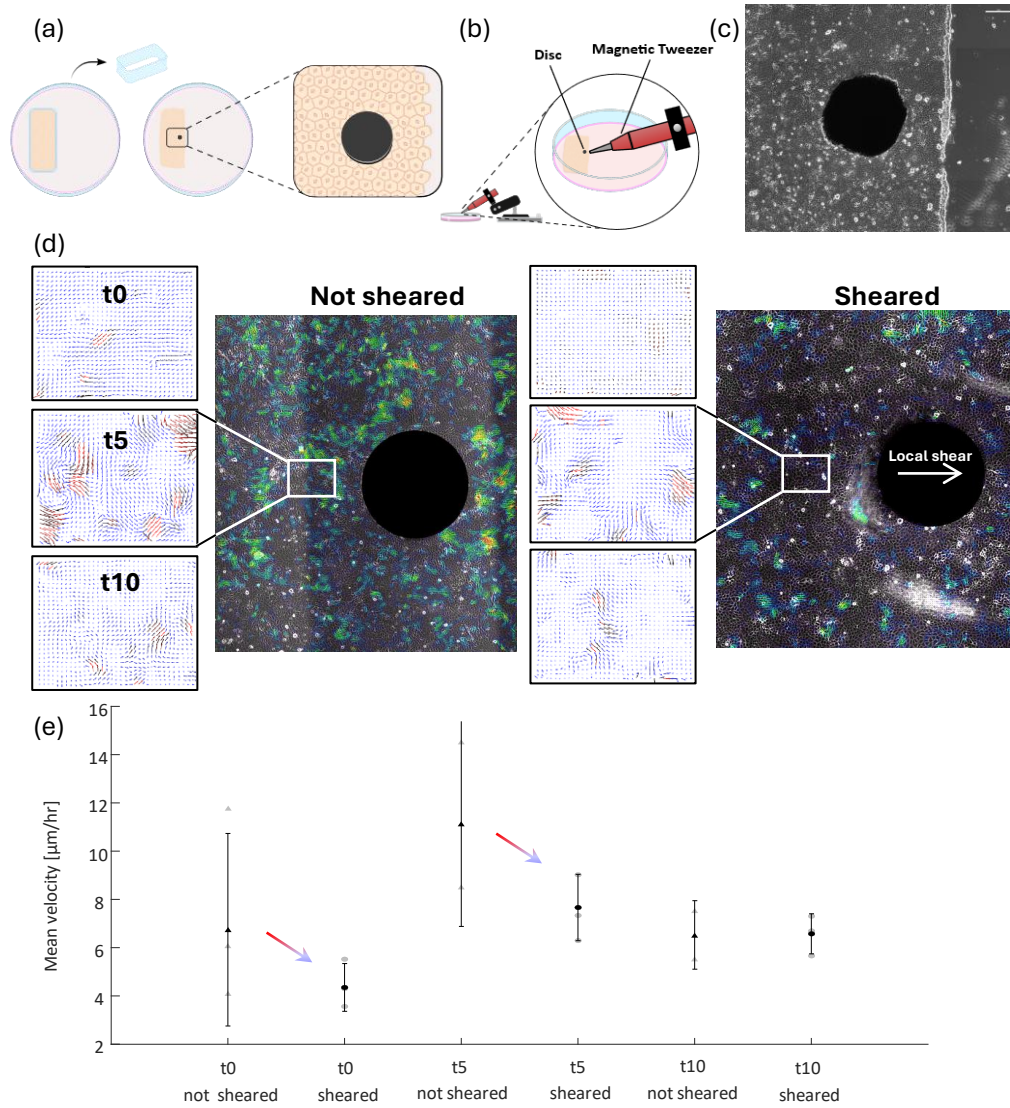 (a)
(b)
Disc
Magnetic Tweezer
(c)
(d)
t0
t5
t10
Not sheared
Sheared
Local shear
(e)
Mean velocity [µm/hr]
16
14
12
10
8
6
4
2
t0
not sheared
t0
sheared
t5
not sheared
t5
sheared
t10
not sheared
t10
sheared